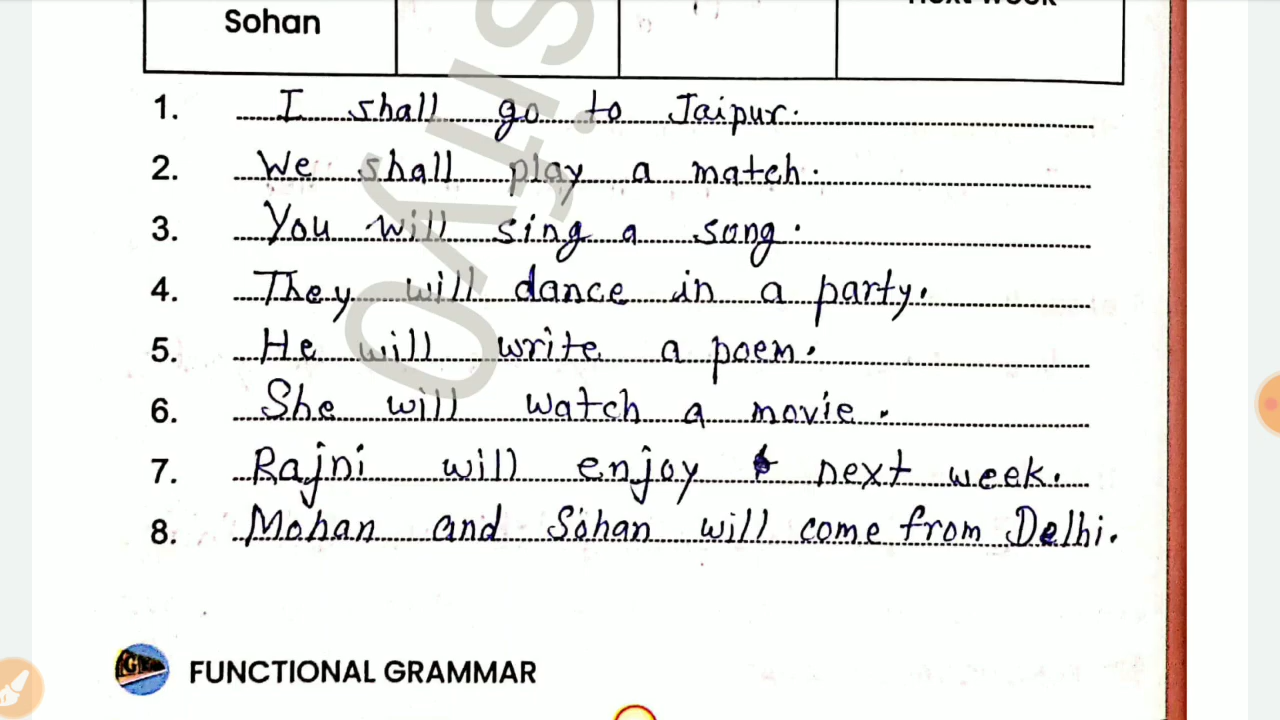 Sohan
1. I shall go to Jaipur.
2. We shall play a match.
3. You will sing a song.
4. They will dance in a party.
5. He will write a poem.
6. She will watch a movie.
7. Rajni will enjoy next week.
8. Mohan and Sohan will come from Delhi.
FUNCTIONAL GRAMMAR